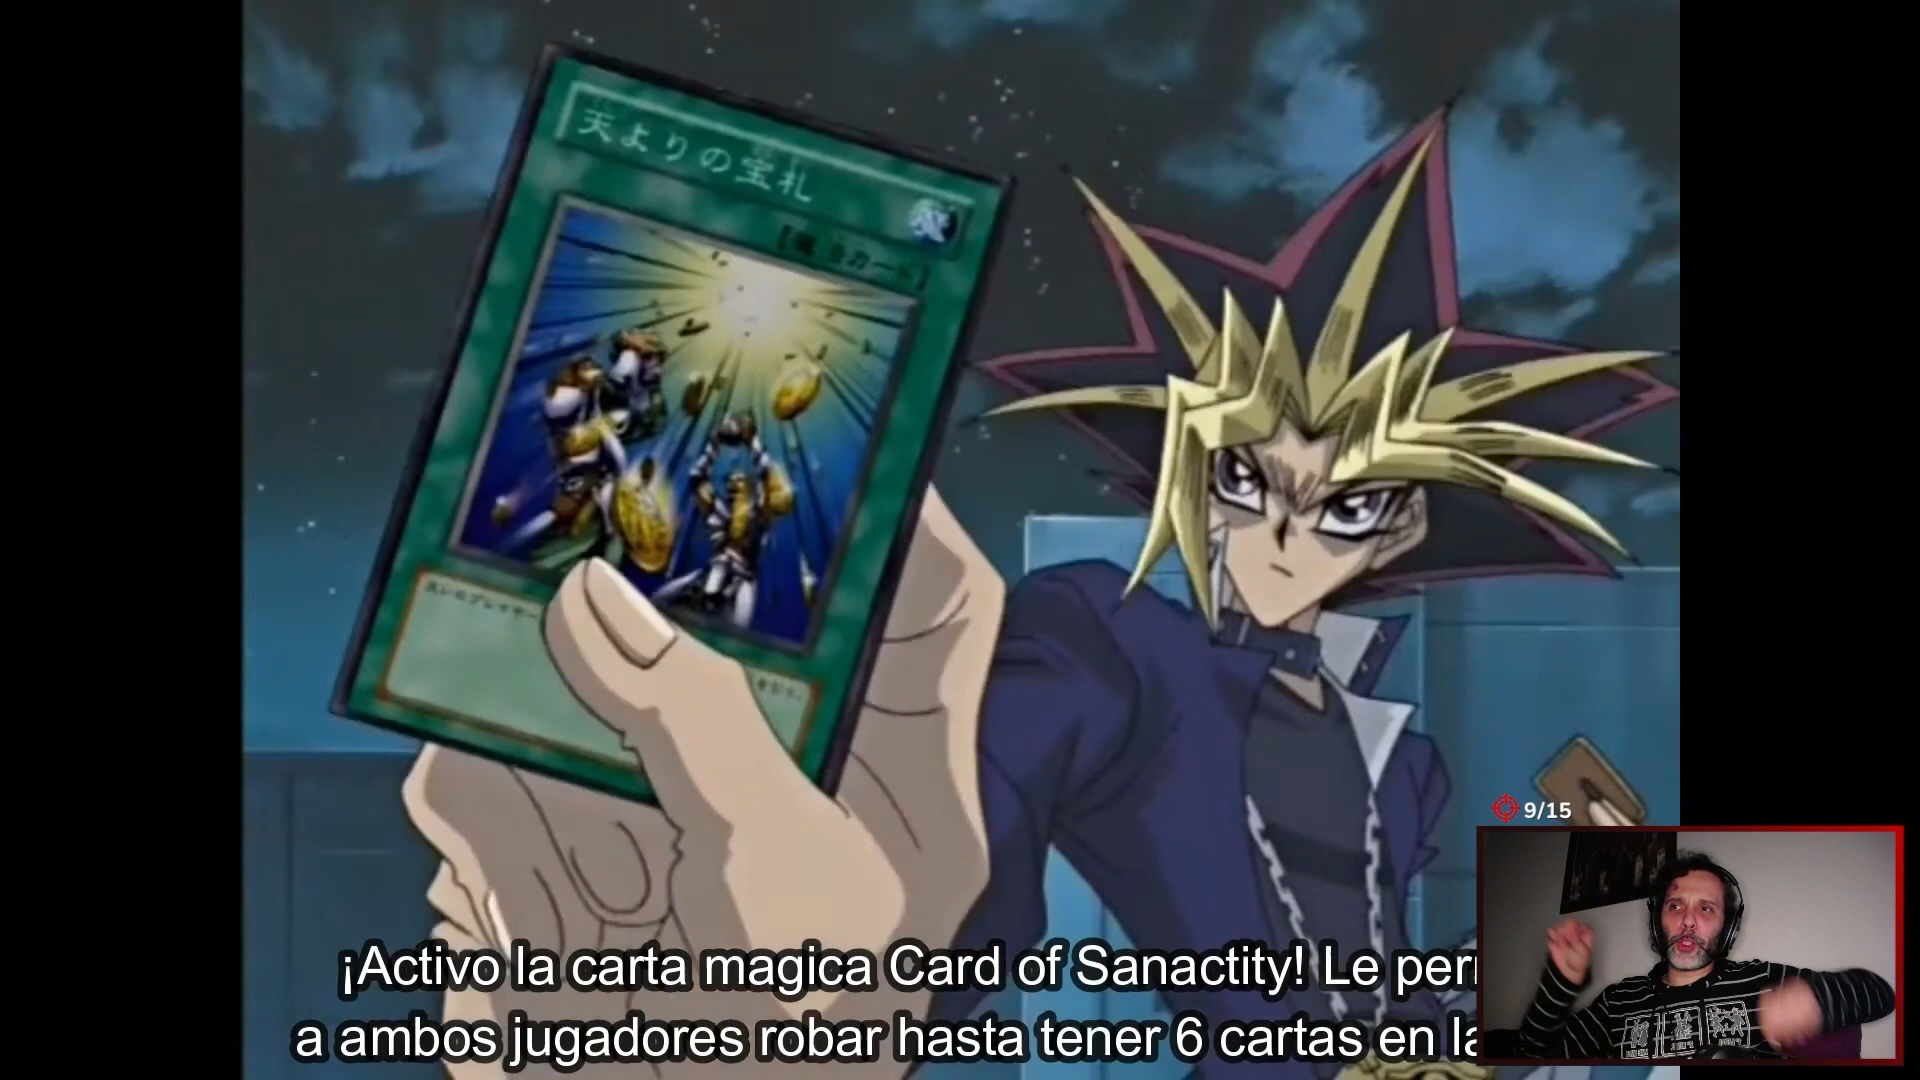 天よりの宝札
9/15
¡Activo la carta magica Card of Sanactity! Le per
a ambos jugadores robar hasta tener 6 cartas en la